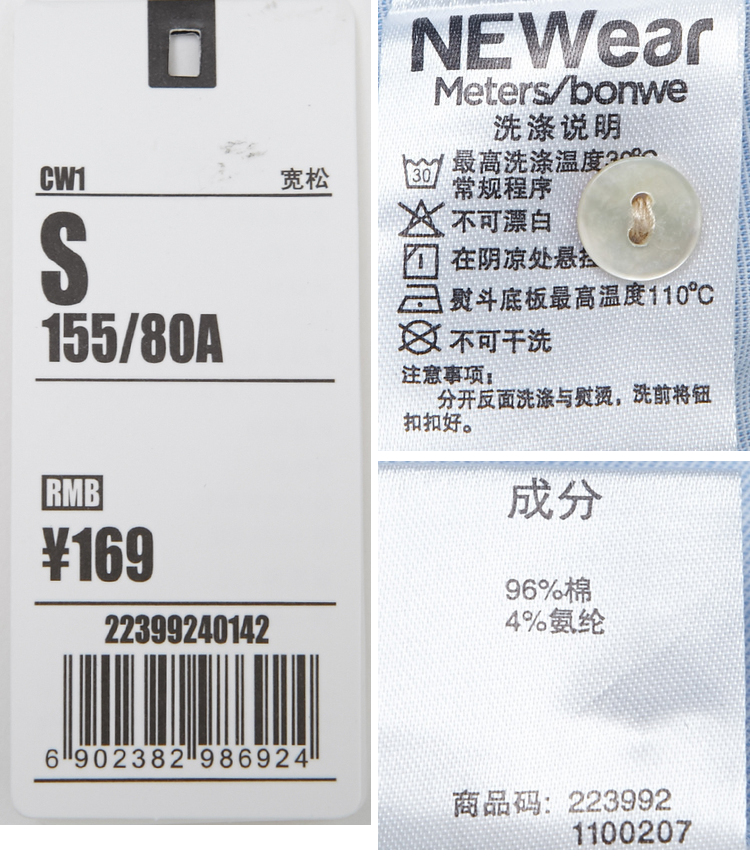 CW1 宽松
S
155/80A
RMB
¥169
22399240142
6 902382 986924
NEWear
Meters/bonwe
洗涤说明
30 最高洗涤温度30℃
常规程序
不可漂白
在阴凉处悬挂
熨斗底板最高温度110℃
不可干洗
注意事项:
分开反面洗涤与熨烫,洗前将钮
扣扣好。
成分
96%棉
4%氨纶
商品码: 223992
1100207